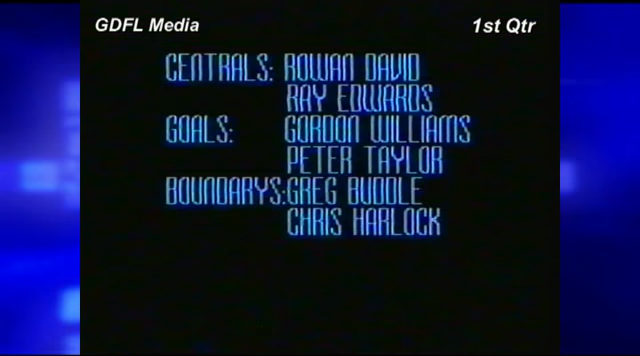 GDFL Media
1st Qtr
CENTRALS: ROWAN DAVID
RAY EDWARDS
GOALS: GORDON WILLIAMS
PETER TAYLOR
BOUNDARYS: GREG BUDDLE
CHRIS HARLOCK